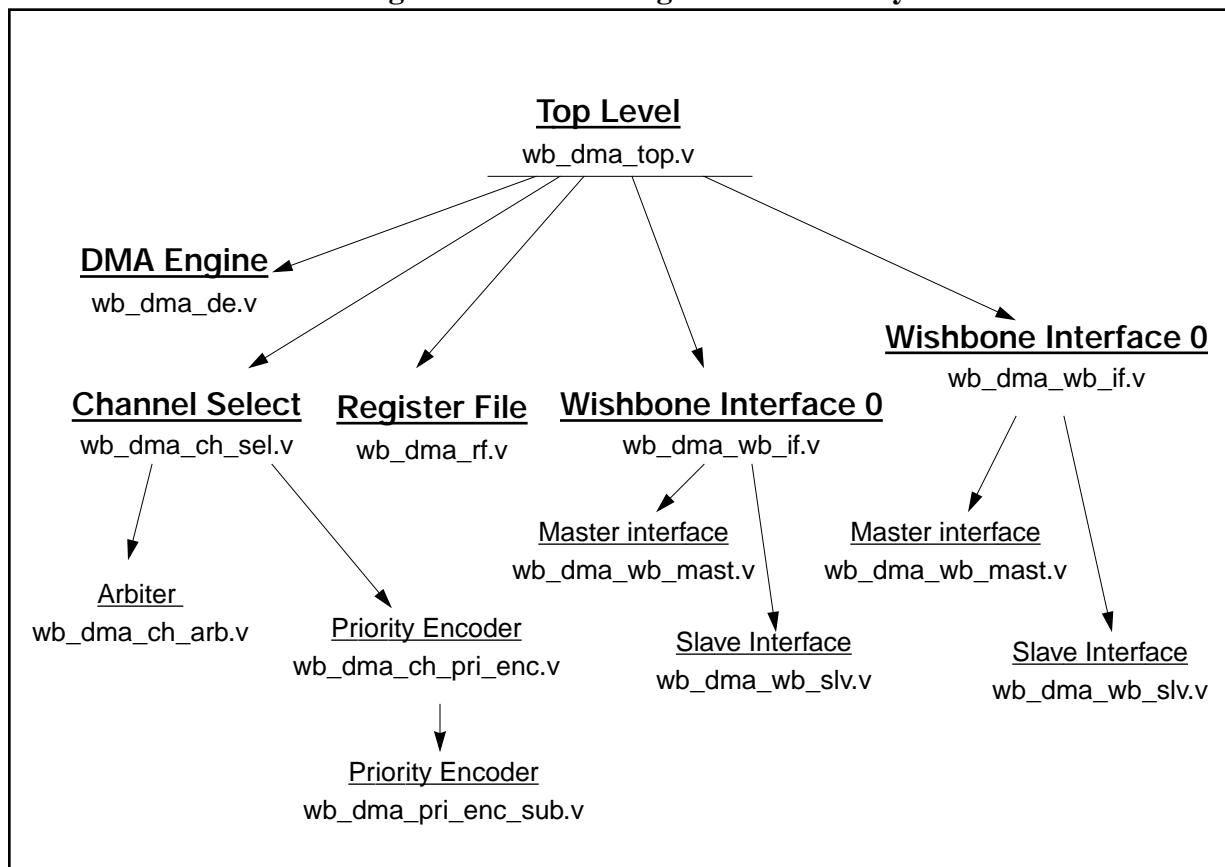 Top Level
wb_dma_top.v
DMA Engine
wb_dma_de.v
Channel Select
wb_dma_ch_sel.v
Register File
wb_dma_rf.v
Wishbone Interface 0
wb_dma_wb_if.v
Wishbone Interface 0
wb_dma_wb_if.v
Arbiter
wb_dma_ch_arb.v
Priority Encoder
wb_dma_ch_pri_enc.v
Priority Encoder
wb_dma_pri_enc_sub.v
Master interface
wb_dma_wb_mast.v
Slave Interface
wb_dma_wb_slv.v
Master interface
wb_dma_wb_mast.v
Slave Interface
wb_dma_wb_slv.v